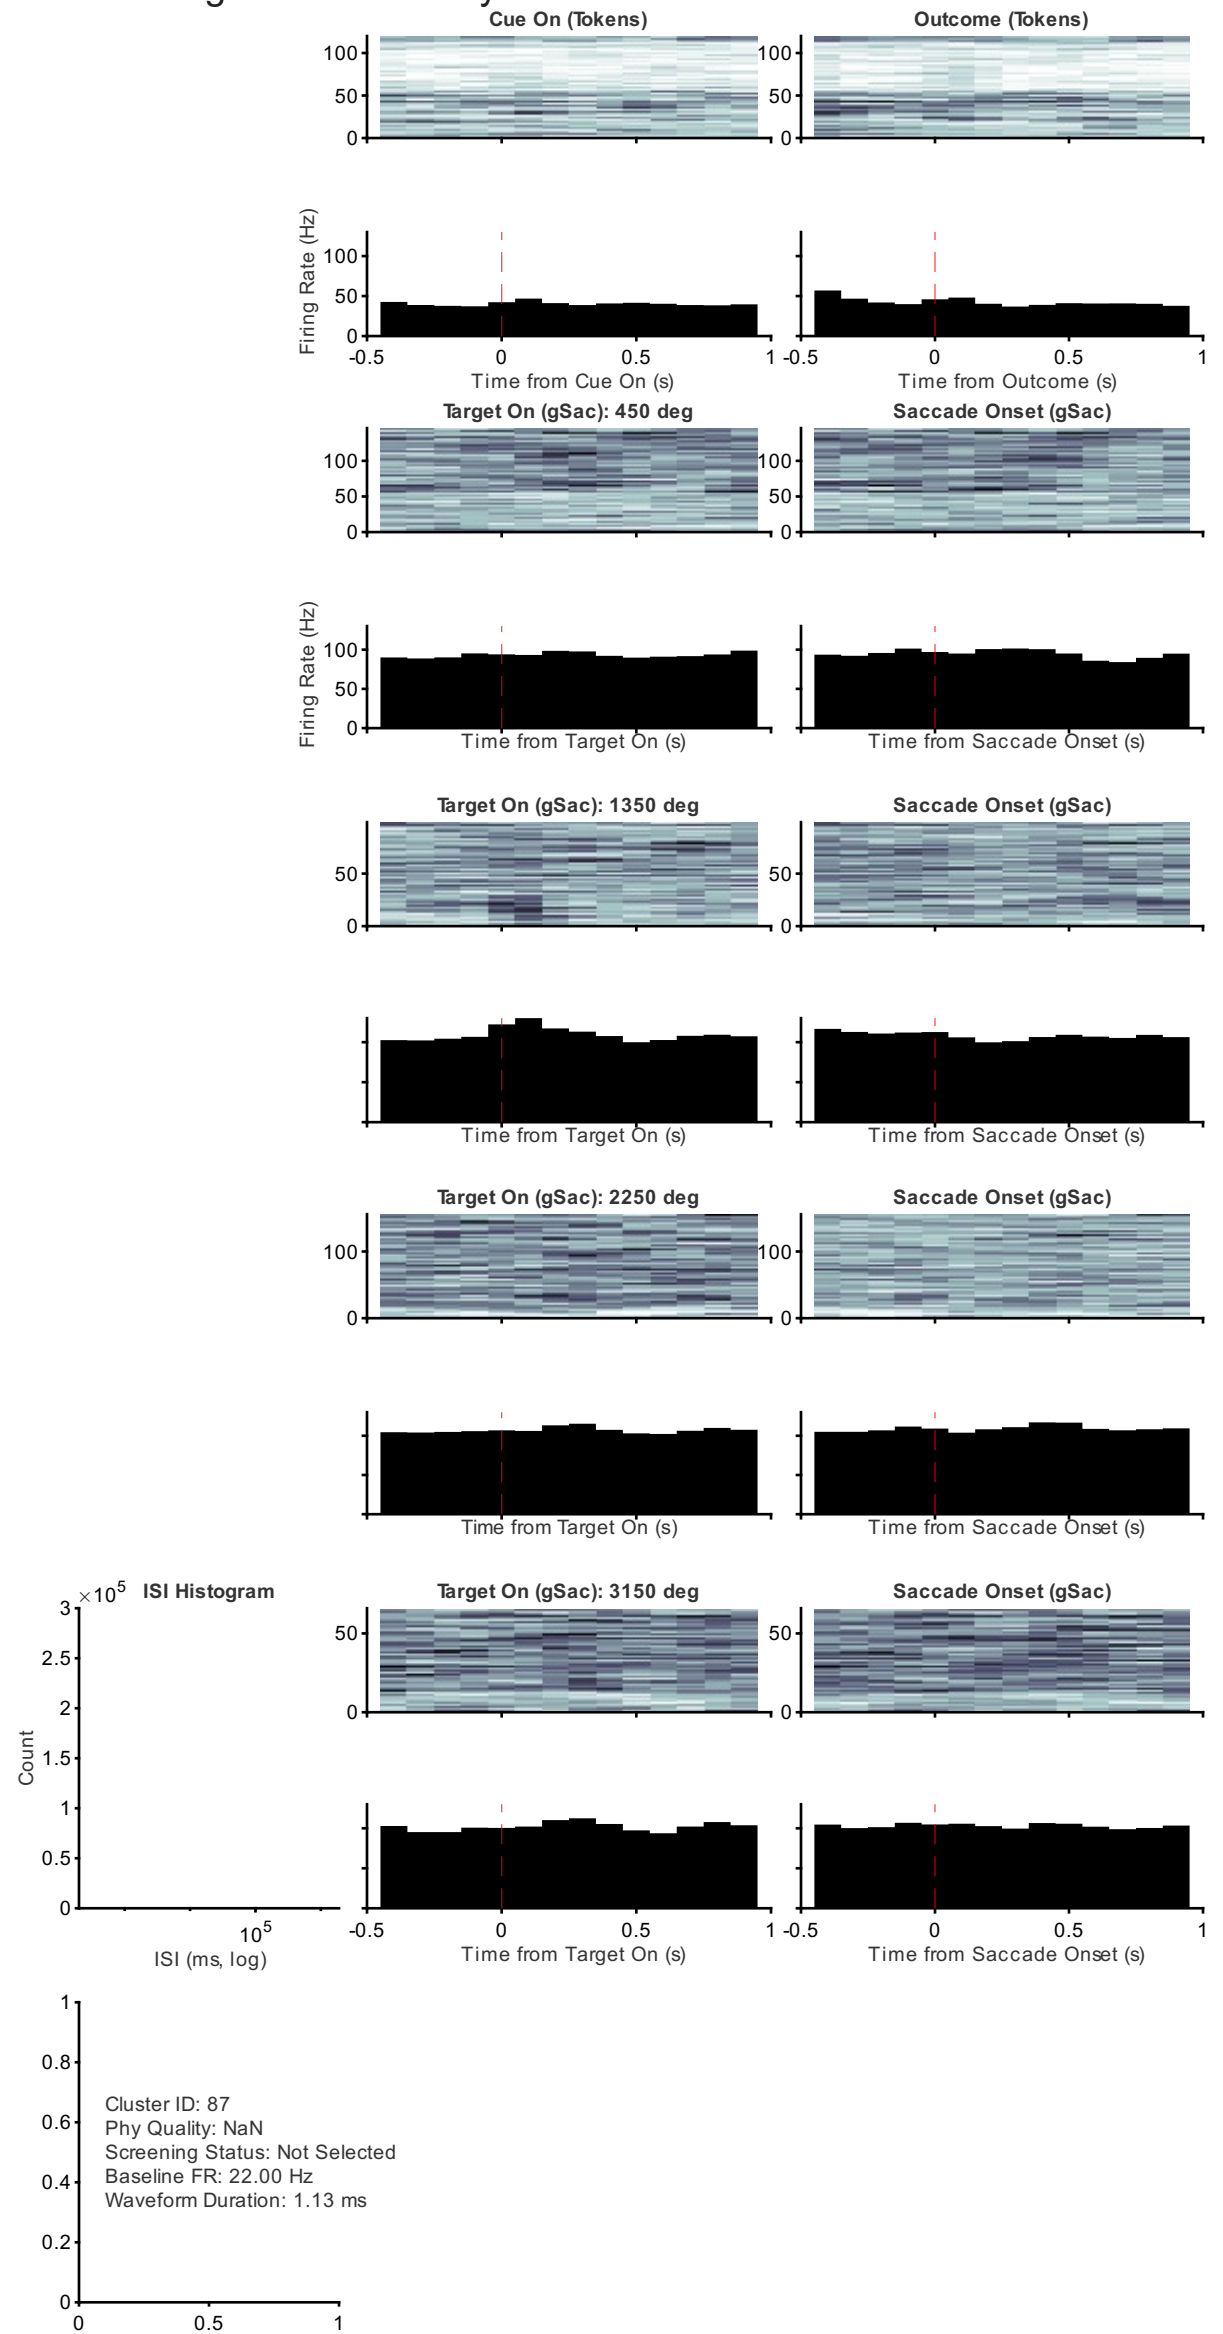 Cue On (Tokens)
Outcome (Tokens)
100
50
0
100
50
0
Firing Rate (Hz)
100
50
0
-0.5
0
0.5
1
-0.5
0
0.5
1
Time from Cue On (s)
Time from Outcome (s)
Target On (gSac): 450 deg
Saccade Onset (gSac)
100
50
0
100
50
0
Firing Rate (Hz)
100
50
0
Time from Target On (s)
Time from Saccade Onset (s)
Target On (gSac): 1350 deg
Saccade Onset (gSac)
50
0
50
0
Time from Target On (s)
Time from Saccade Onset (s)
Target On (gSac): 2250 deg
Saccade Onset (gSac)
100
0
100
0
Time from Target On (s)
Time from Saccade Onset (s)
ISI Histogram
×10⁵
3
2.5
2
1.5
1
0.5
0
Count
10⁵
ISI (ms, log)
Target On (gSac): 3150 deg
Saccade Onset (gSac)
50
0
50
0
-0.5
0
0.5
1
-0.5
0
0.5
1
Time from Target On (s)
Time from Saccade Onset (s)
1
0.8
0.6
0.4
0.2
0
Cluster ID: 87
Phy Quality: NaN
Screening Status: Not Selected
Baseline FR: 22.00 Hz
Waveform Duration: 1.13 ms
0
0.5
1